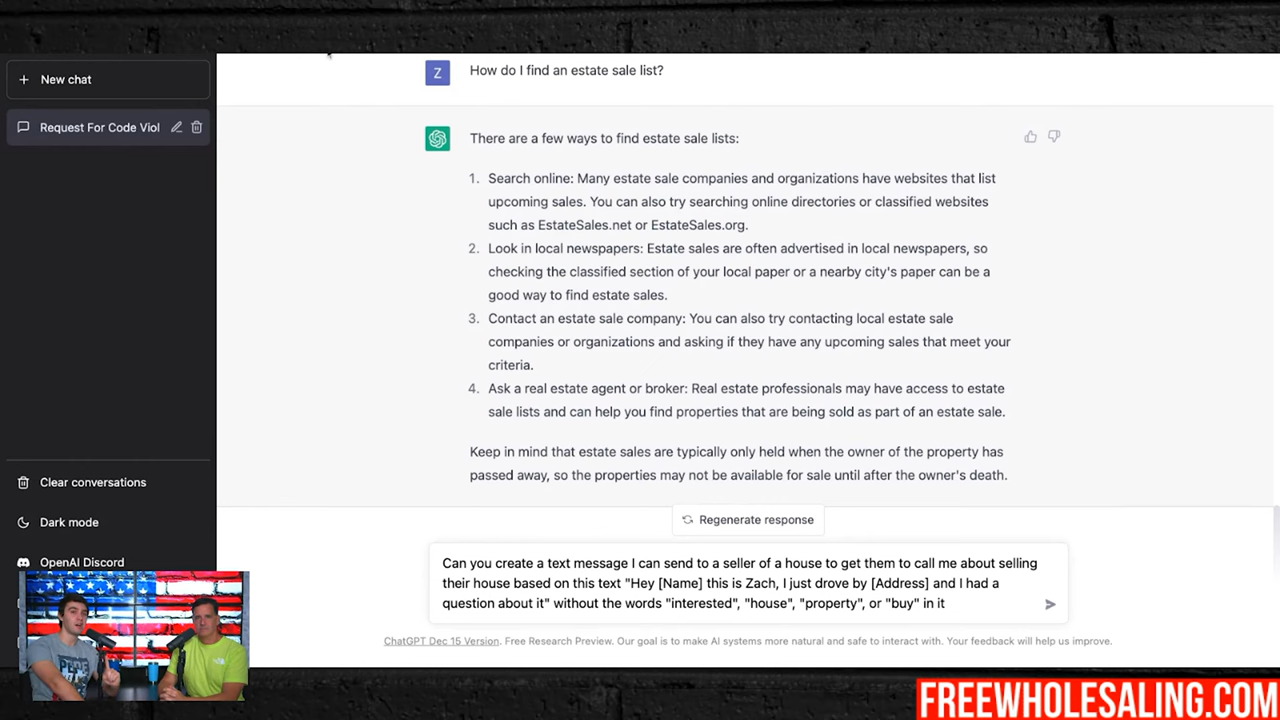 New chat
Request For Code Viol
Z
How do I find an estate sale list?
There are a few ways to find estate sale lists:
1. Search online: Many estate sale companies and organizations have websites that list
upcoming sales. You can also try searching online directories or classified websites
such as EstateSales.net or EstateSales.org.
2. Look in local newspapers: Estate sales are often advertised in local newspapers, so
checking the classified section of your local paper or a nearby city's paper can be a
good way to find estate sales.
3. Contact an estate sale company: You can also try contacting local estate sale
companies or organizations and asking if they have any upcoming sales that meet your
criteria.
4. Ask a real estate agent or broker: Real estate professionals may have access to estate
sale lists and can help you find properties that are being sold as part of an estate sale.
Keep in mind that estate sales are typically only held when the owner of the property has
passed away, so the properties may not be available for sale until after the owner's death.
Clear conversations
Dark mode
OpenAI Discord
Regenerate response
Can you create a text message I can send to a seller of a house to get them to call me about selling
their house based on this text "Hey [Name] this is Zach, I just drove by [Address] and I had a
question about it" without the words "interested", "house", "property", or "buy" in it
ChatGPT Dec 15 Version. Free Research Preview. Our goal is to make AI systems more natural and safe to interact with. Your feedback will help us improve.
FREEWHOLESALING.COM